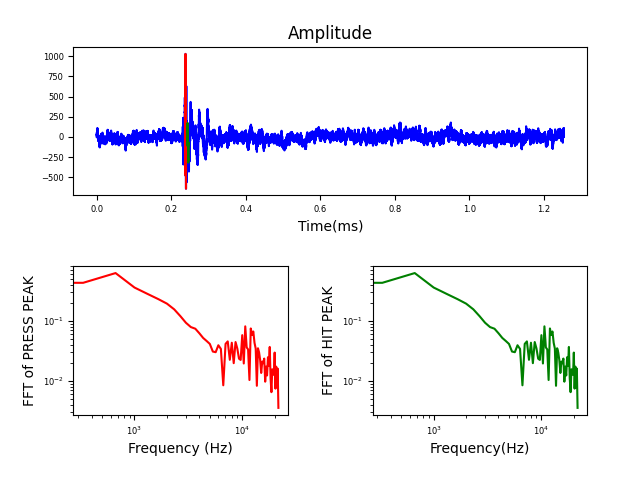 Amplitude
1000
750
500
250
0
−250
−500
0.0 0.2 0.4 0.6 0.8 1.0 1.2
Time(ms)
FFT of PRESS PEAK
10⁻¹
10⁻²
10³ 10⁴
Frequency (Hz)
FFT of HIT PEAK
10⁻¹
10⁻²
10³ 10⁴
Frequency(Hz)